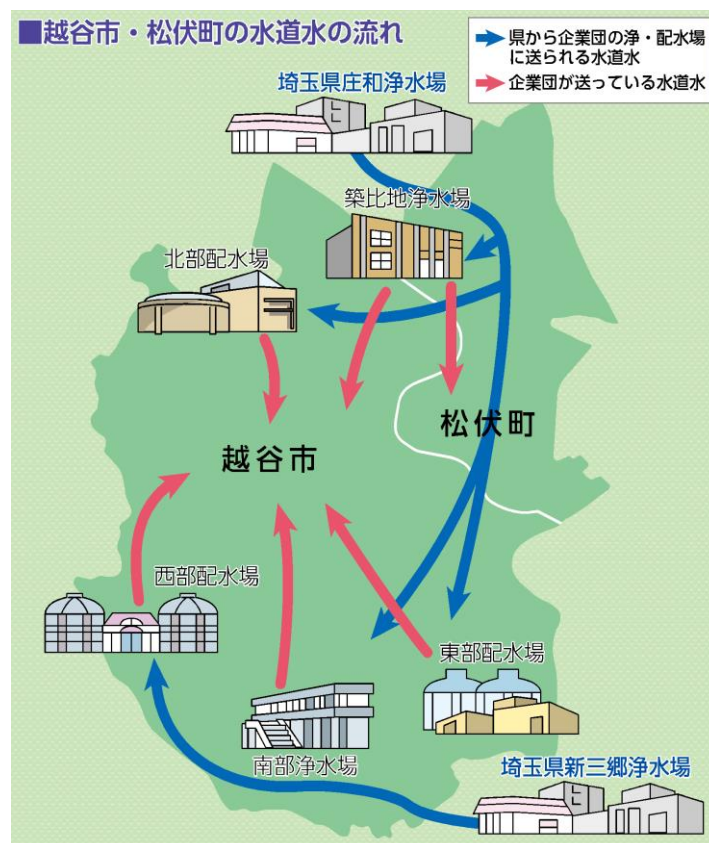 ■越谷市・松伏町の水道水の流れ
県から企業団の浄・配水場
に送られる水道水
企業団が送っている水道水
埼玉県庄和浄水場
築比地浄水場
北部配水場
松伏町
越谷市
西部配水場
東部配水場
南部浄水場
埼玉県新三郷浄水場